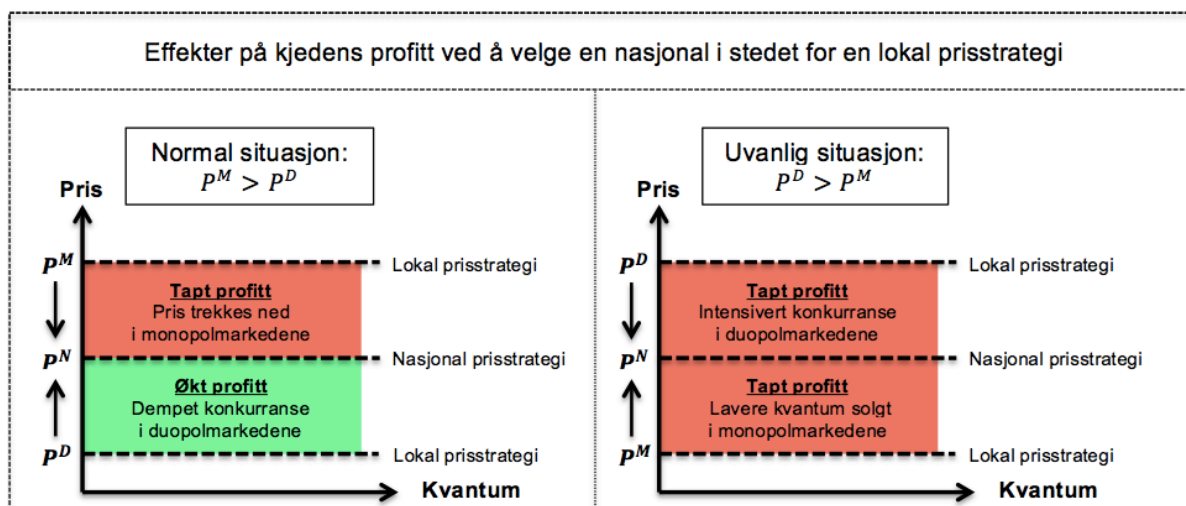 Effekter på kjedens profitt ved å velge en nasjonal i stedet for en lokal prisstrategi
Normal situasjon:
P^M > P^D
Pris
P^M
Lokal prisstrategi
Tapt profitt
Pris trekkes ned
i monopolmarkedene
P^N
Nasjonal prisstrategi
Økt profitt
Dempet konkurranse
i duopolmarkedene
P^D
Lokal prisstrategi
Kvantum
Uvanlig situasjon:
P^D > P^M
Pris
P^D
Lokal prisstrategi
Tapt profitt
Intensivert konkurranse
i duopolmarkedene
P^N
Nasjonal prisstrategi
Tapt profitt
Lavere kvantum solgt
i monopolmarkedene
P^M
Lokal prisstrategi
Kvantum